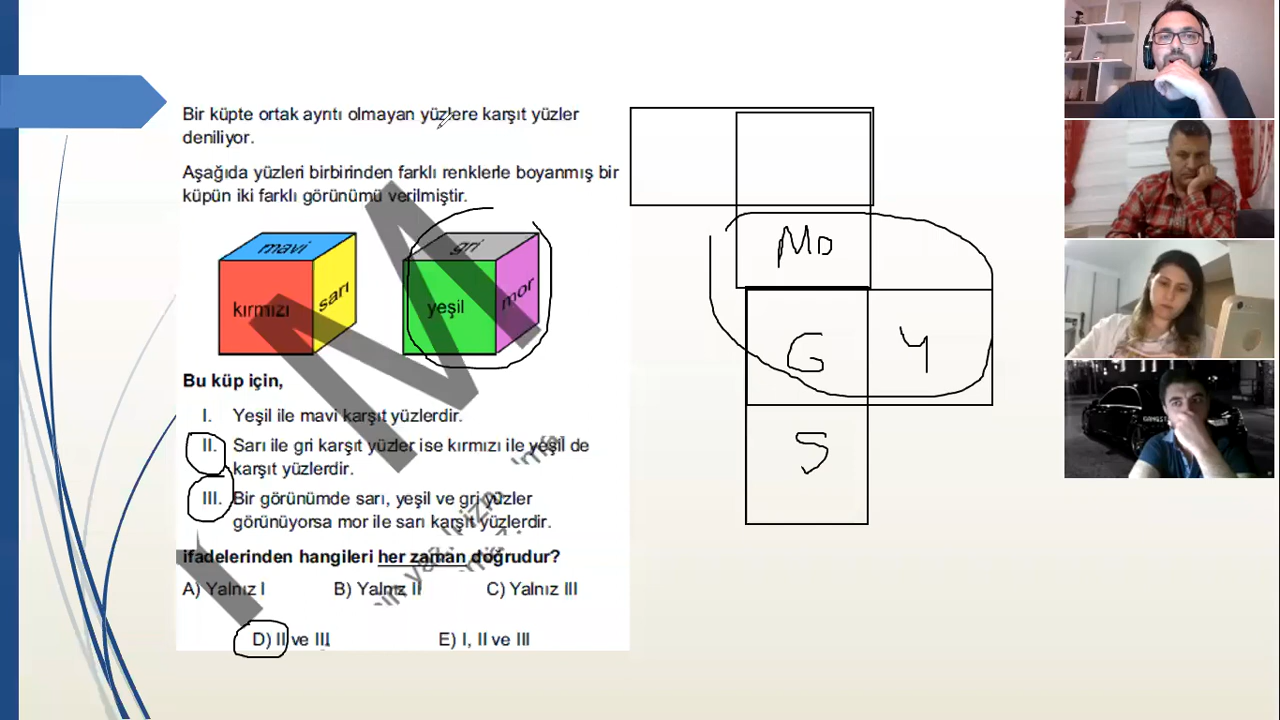 Bir küpte ortak ayrıtı olmayan yüzlere karşıt yüzler
deniliyor.
Aşağıda yüzleri birbirinden farklı renklerle boyanmış bir
küpün iki farklı görünümü verilmiştir.
mavi
kırmızı
sarı
gri
yeşil
mor
Bu küp için,
I. Yeşil ile mavi karşıt yüzlerdir.
II. Sarı ile gri karşıt yüzler ise kırmızı ile yeşil de
karşıt yüzlerdir.
III. Bir görünümde sarı, yeşil ve gri yüzler
görünüyorsa mor ile sarı karşıt yüzlerdir.
ifadelerinden hangileri her zaman doğrudur?
A) Yalnız I B) Yalnız II C) Yalnız III
D) II ve III E) I, II ve III
Mo
G Y
S